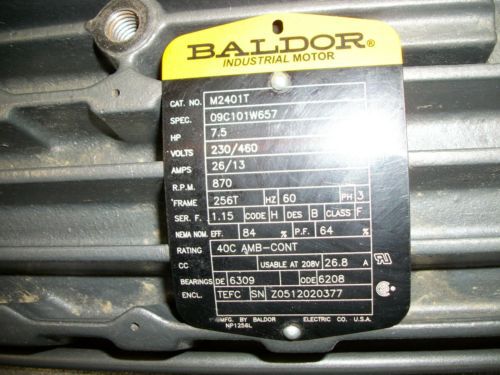 BALDOR®
INDUSTRIAL MOTOR
CAT. NO. M2401T
SPEC. 09C101W657
HP 7.5
VOLTS 230/460
AMPS 26/13
R.P.M. 870
FRAME 256T HZ 60 PH 3
SER. F. 1.15 CODE H DES B CLASS F
NEMA NOM. EFF. 84 % P.F. 64 %
RATING 40C AMB-CONT
CC USABLE AT 208V 26.8 A
BEARINGS DE 6309 ODE 6208
ENCL. TEFC SN Z0512020377
MFG. BY BALDOR ELECTRIC CO. U.S.A.
NP1256L